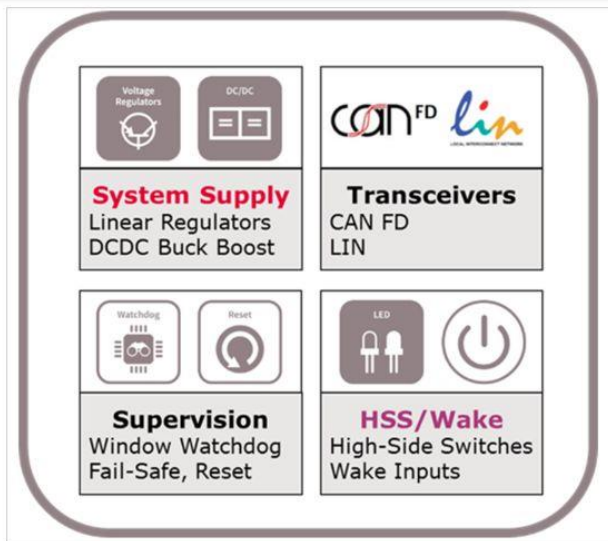 Voltage
Regulators
DC/DC
System Supply
Linear Regulators
DCDC Buck Boost
CAN FD
lin
LOCAL INTERCONNECT NETWORK
Transceivers
CAN FD
LIN
Watchdog
Reset
Supervision
Window Watchdog
Fail-Safe, Reset
LED
HSS/Wake
High-Side Switches
Wake Inputs